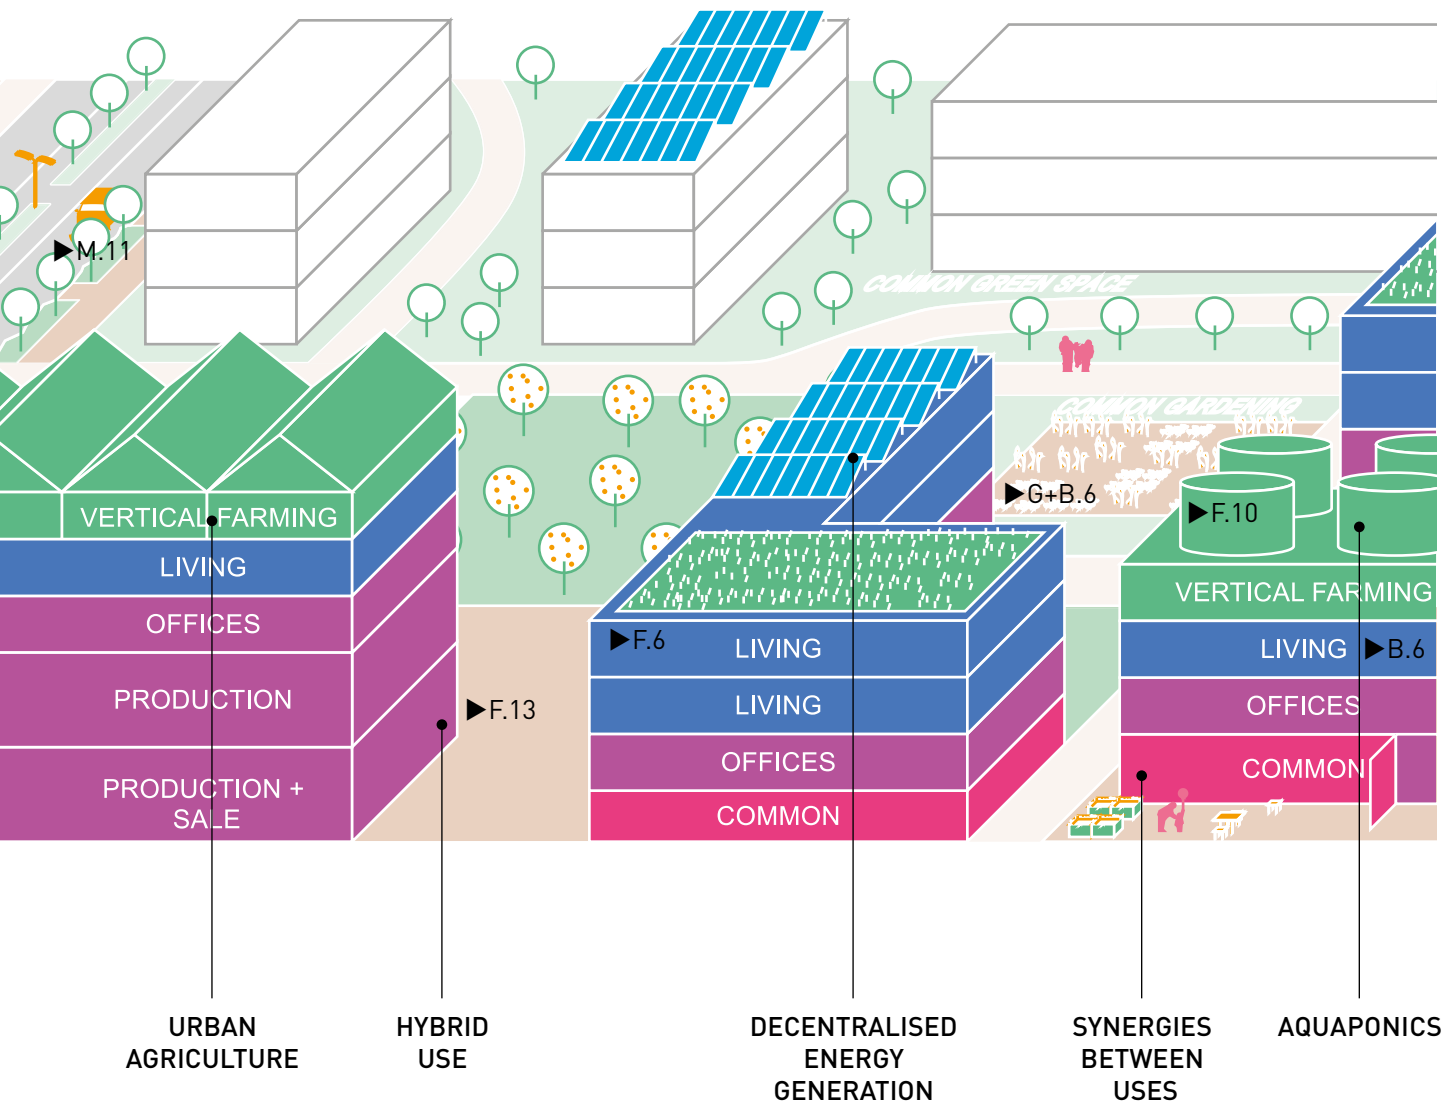 ▶M.11
COMMON GREEN SPACE
COMMON GARDENING
▶G+B.6
▶F.10
VERTICAL FARMING
LIVING
OFFICES
PRODUCTION
PRODUCTION +
SALE
▶F.13
▶F.6
LIVING
LIVING
OFFICES
COMMON
VERTICAL FARMING
LIVING
▶B.6
OFFICES
COMMON
URBAN
AGRICULTURE
HYBRID
USE
DECENTRALISED
ENERGY
GENERATION
SYNERGIES
BETWEEN
USES
AQUAPONICS